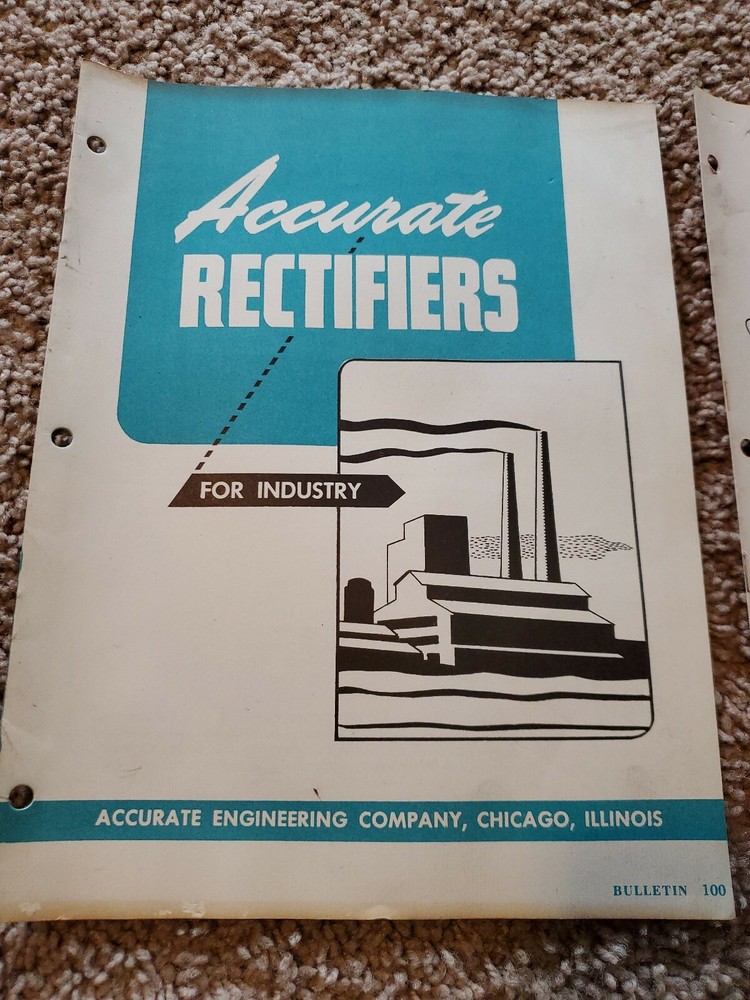 Accurate
RECTIFIERS
FOR INDUSTRY
ACCURATE ENGINEERING COMPANY, CHICAGO, ILLINOIS
BULLETIN 100